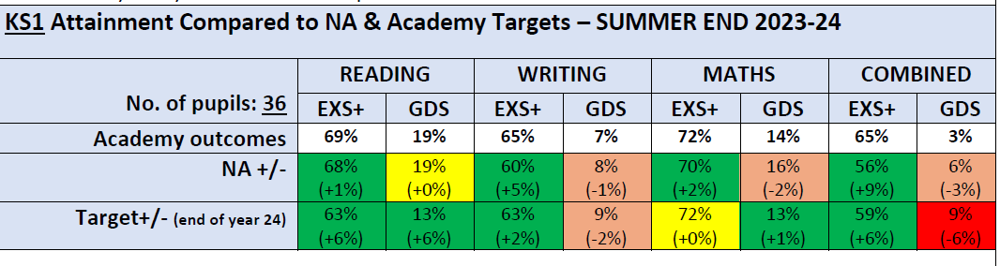 KS1 Attainment Compared to NA & Academy Targets – SUMMER END 2023-24
READING WRITING MATHS COMBINED
No. of pupils: 36 EXS+ GDS EXS+ GDS EXS+ GDS EXS+ GDS
Academy outcomes 69% 19% 65% 7% 72% 14% 65% 3%
NA +/- 68% 19% 60% 8% 70% 16% 56% 6%
(+1%) (+0%) (+5%) (-1%) (+2%) (-2%) (+9%) (-3%)
Target+/- (end of year 24) 63% 13% 63% 9% 72% 13% 59% 9%
(+6%) (+6%) (+2%) (-2%) (+0%) (+1%) (+6%) (-6%)